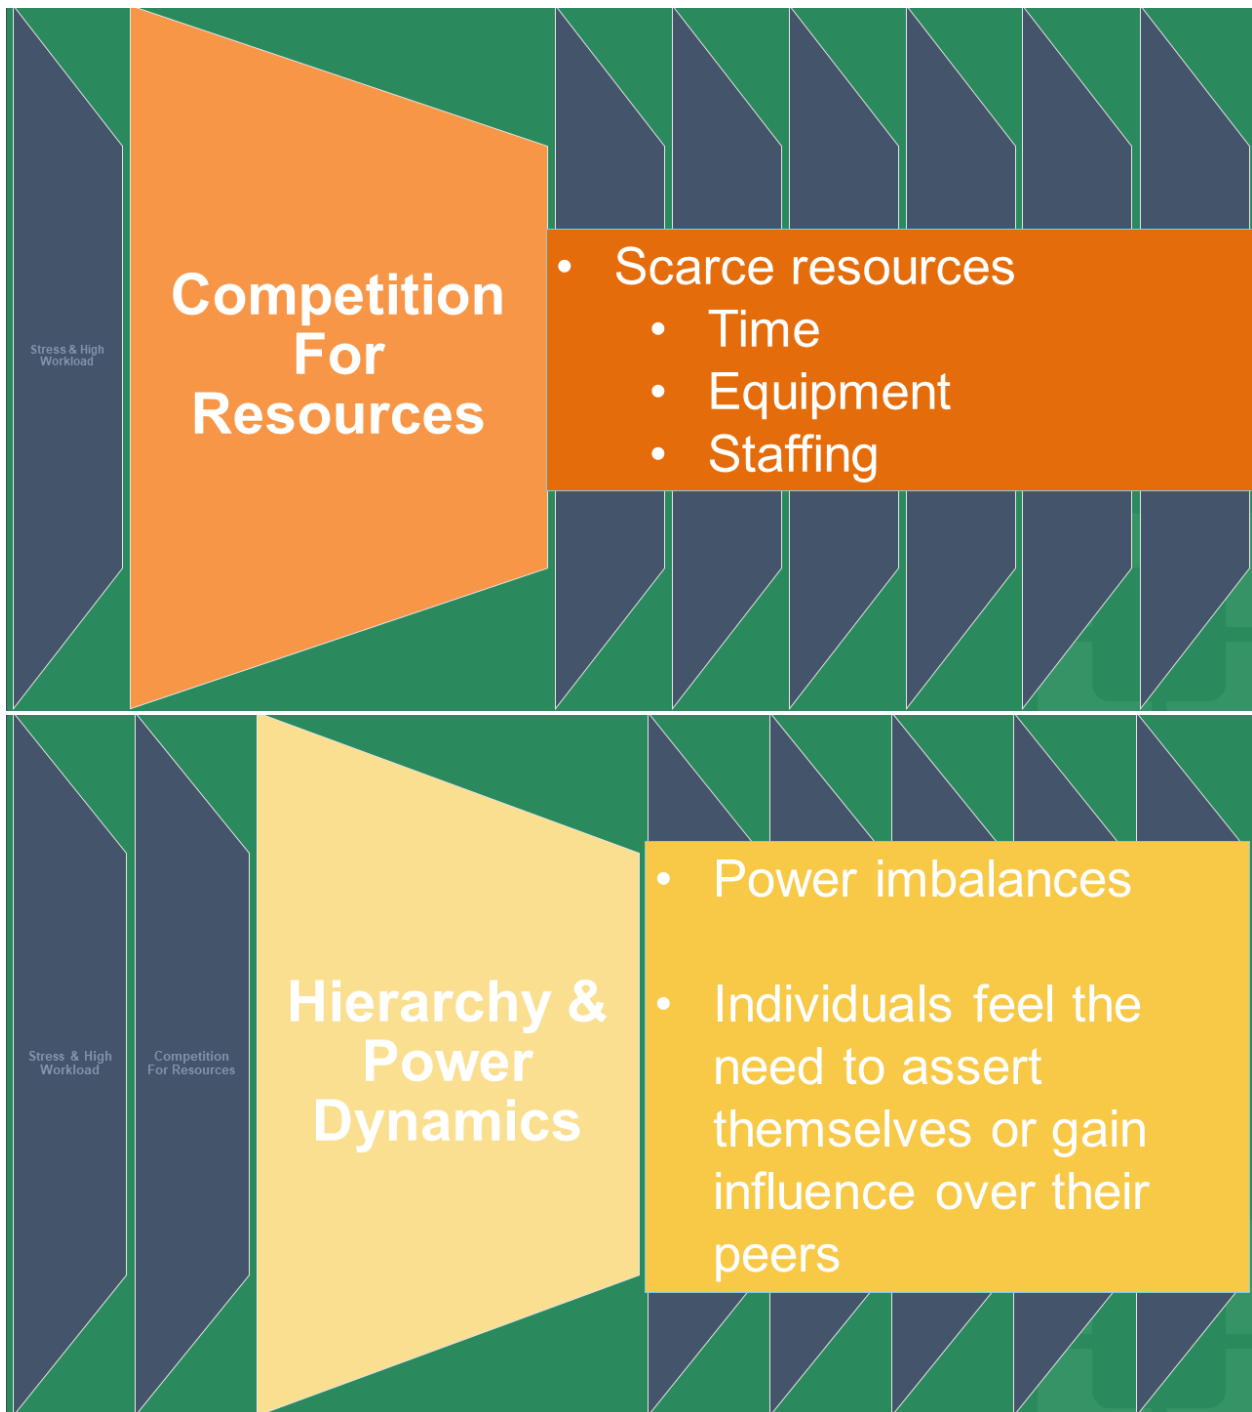 Stress & High
Workload
Competition
For
Resources
• Scarce resources
• Time
• Equipment
• Staffing
Stress & High
Workload
Competition
For Resources
Hierarchy &
Power
Dynamics
• Power imbalances
• Individuals feel the
need to assert
themselves or gain
influence over their
peers